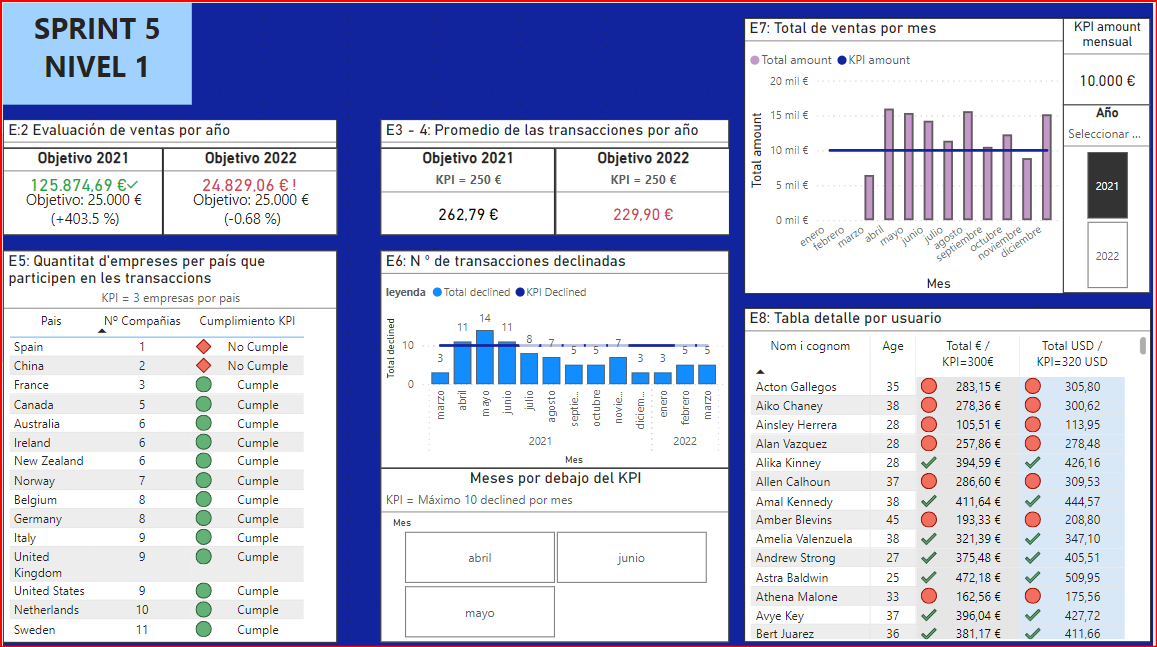 SPRINT 5
NIVEL 1
E:2 Evaluación de ventas por año
Objetivo 2021
125.874,69 €✓
Objetivo: 25.000 €
(+403.5 %)
Objetivo 2022
24.829,06 € !
Objetivo: 25.000 €
(-0.68 %)
E3 - 4: Promedio de las transacciones por año
Objetivo 2021
KPI = 250 €
262,79 €
Objetivo 2022
KPI = 250 €
229,90 €
E7: Total de ventas por mes
Total amount KPI amount
Total amount
20 mil €
15 mil €
10 mil €
5 mil €
0 mil €
enero
febrero
marzo
abril
mayo
junio
julio
agosto
septiembre
octubre
noviembre
diciembre
Mes
KPI amount
mensual
10.000 €
Año
Seleccionar ...
2021
2022
E5: Quantitat d'empreses per país que
participen en les transaccions
KPI = 3 empresas por pais
Pais Nº Compañias Cumplimiento KPI
Spain 1 No Cumple
China 2 No Cumple
France 3 Cumple
Canada 5 Cumple
Australia 6 Cumple
Ireland 6 Cumple
New Zealand 6 Cumple
Norway 7 Cumple
Belgium 8 Cumple
Germany 8 Cumple
Italy 9 Cumple
United
Kingdom 9 Cumple
United States 9 Cumple
Netherlands 10 Cumple
Sweden 11 Cumple
E6: N º de transacciones declinadas
leyenda Total declined KPI Declined
Total declined
10
0
3
11
14
11
8
7
5
5
7
3
3
5
5
marzo
abril
mayo
junio
julio
agosto
septie...
octubre
novie...
diciem...
enero
febrero
marzo
2021
2022
Mes
Meses por debajo del KPI
KPI = Máximo 10 declined por mes
Mes
abril
junio
mayo
E8: Tabla detalle por usuario
Nom i cognom Age Total € / KPI=300€ Total USD / KPI=320 USD
Acton Gallegos 35 283,15 € 305,80
Aiko Chaney 38 278,36 € 300,62
Ainsley Herrera 28 105,51 € 113,95
Alan Vazquez 28 257,86 € 278,48
Alika Kinney 28 394,59 € 426,16
Allen Calhoun 37 286,60 € 309,53
Amal Kennedy 38 411,64 € 444,57
Amber Blevins 45 193,33 € 208,80
Amelia Valenzuela 38 321,39 € 347,10
Andrew Strong 27 375,48 € 405,51
Astra Baldwin 25 472,18 € 509,95
Athena Malone 33 162,56 € 175,56
Avye Key 37 396,04 € 427,72
Bert Juarez 36 381,17 € 411,66